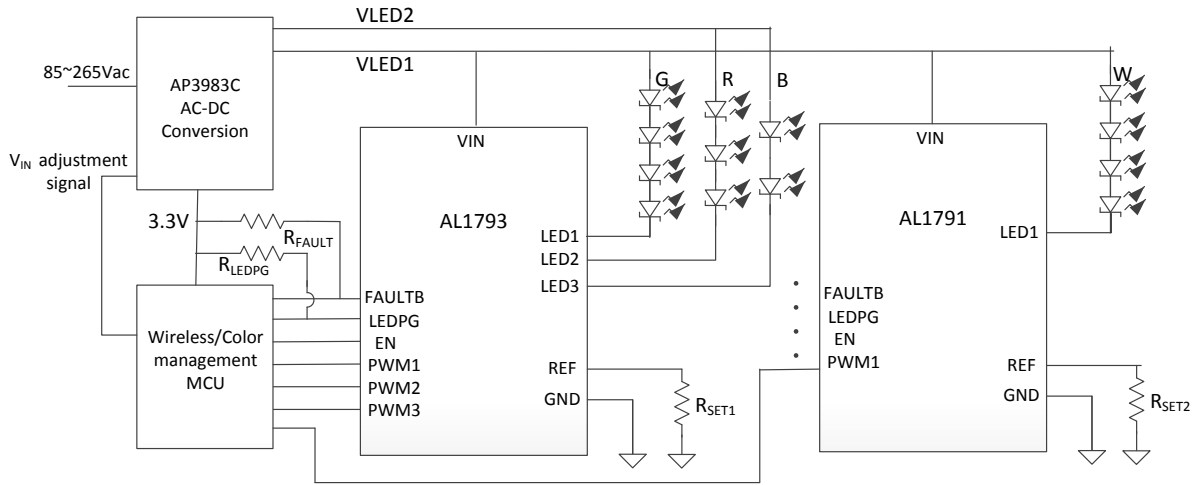 VLED2
VLED1
85~265Vac
AP3983C
AC-DC
Conversion
VIN adjustment
signal
3.3V
RFAULT
RLEDPG
Wireless/Color
management
MCU
VIN
AL1793
LED1
LED2
LED3
FAULTB
LEDPG
EN
PWM1
PWM2
PWM3
REF
GND
RSET1
G
R
B
W
VIN
AL1791
LED1
FAULTB
LEDPG
EN
PWM1
REF
GND
RSET2